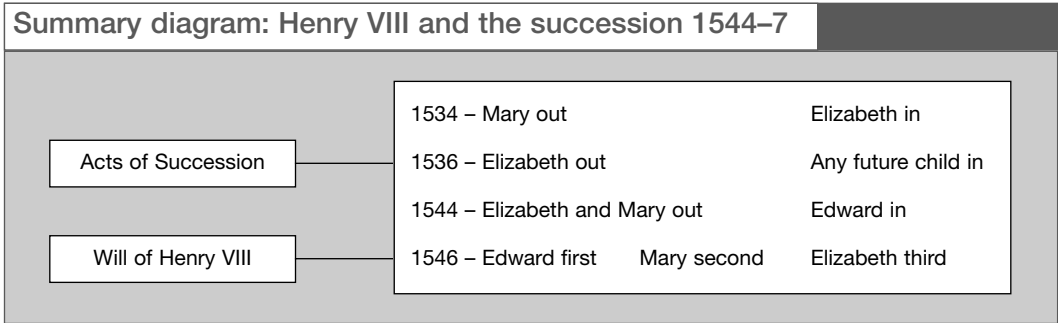 Summary diagram: Henry VIII and the succession 1544–7
1534 – Mary out Elizabeth in
Acts of Succession 1536 – Elizabeth out Any future child in
1544 – Elizabeth and Mary out Edward in
Will of Henry VIII 1546 – Edward first Mary second Elizabeth third